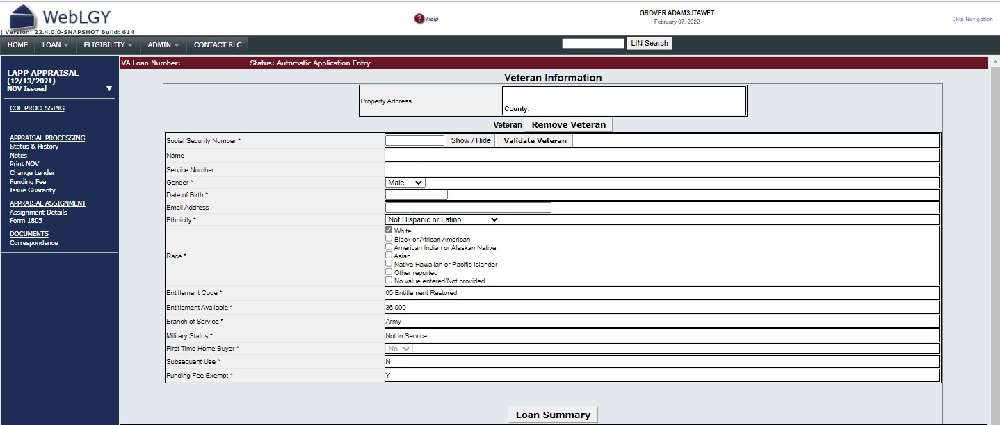 WebLGY
| Version: 22.4.0.0-SNAPSHOT Build: 614
Help
GROVER ADAMSJTAWET
February 07, 2022
Skip Navigation
HOME LOAN ELIGIBILITY ADMIN CONTACT RLC LIN Search
LAPP APPRAISAL
(12/13/2021)
NOV Issued
COE PROCESSING
APPRAISAL PROCESSING
Status & History
Notes
Print NOV
Change Lender
Funding Fee
Issue Guaranty
APPRAISAL ASSIGNMENT
Assignment Details
Form 1805
DOCUMENTS
Correspondence
VA Loan Number: Status: Automatic Application Entry
Veteran Information
Property Address
County:
Veteran Remove Veteran
Social Security Number * Show / Hide Validate Veteran
Name
Service Number
Gender * Male
Date of Birth *
Email Address
Ethnicity * Not Hispanic or Latino
Race *
White
Black or African American
American Indian or Alaskan Native
Asian
Native Hawaiian or Pacific Islander
Other reported
No value entered/Not provided
Entitlement Code * 05 Entitlement Restored
Entitlement Available * 36,000
Branch of Service * Army
Military Status * Not in Service
First Time Home Buyer * No
Subsequent Use * N
Funding Fee Exempt * Y
Loan Summary